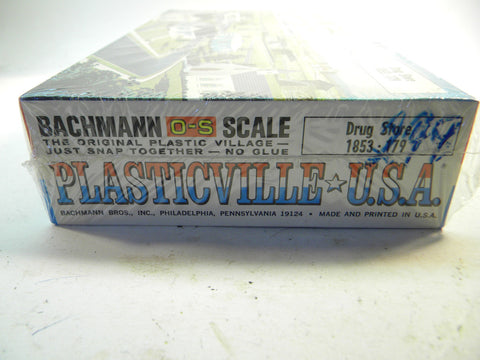 BACHMANN O-S SCALE
THE ORIGINAL PLASTIC VILLAGE —
JUST SNAP TOGETHER — NO GLUE
Drug Store
1853
PLASTICVILLE ☆ U.S.A.
BACHMANN BROS., INC., PHILADELPHIA, PENNSYLVANIA 19124 • MADE AND PRINTED IN U.S.A.